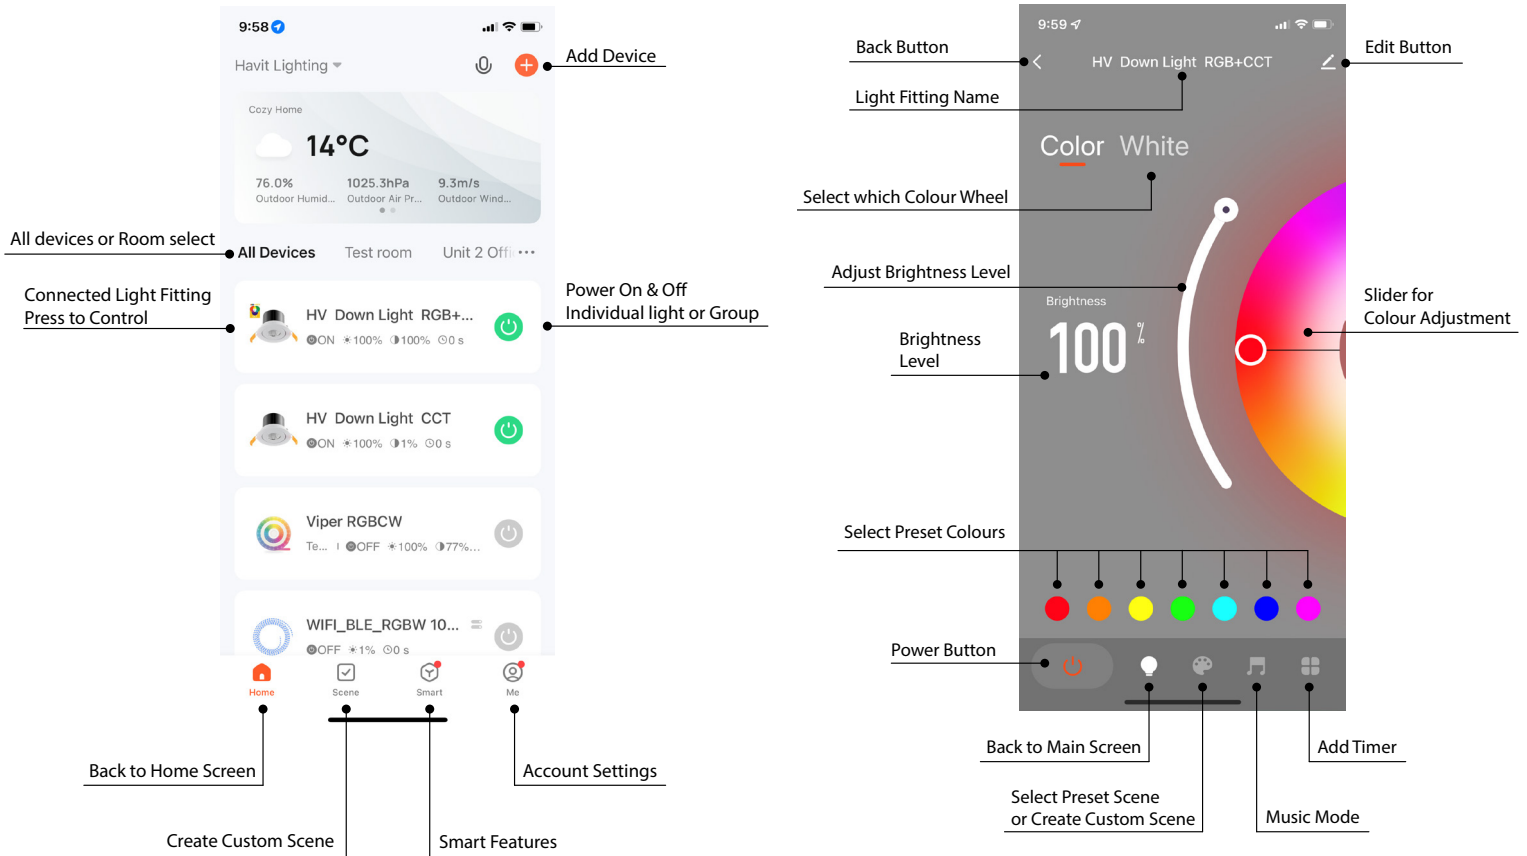 9:58
Havit Lighting
Add Device
Cozy Home
14°C
76.0% 1025.3hPa 9.3m/s
Outdoor Humid... Outdoor Air Pr... Outdoor Wind...
All devices or Room select
All Devices Test room Unit 2 Offi ...
Connected Light Fitting
Press to Control
HV Down Light RGB+...
ON 100% 100% 0 s
Power On & Off
Individual light or Group
HV Down Light CCT
ON 100% 1% 0 s
Viper RGBCW
Te... | OFF 100% 77%...
WIFI_BLE_RGBW 10...
OFF 1% 0 s
Home Scene Smart Me
Back to Home Screen
Account Settings
Create Custom Scene
Smart Features
9:59
Back Button
HV Down Light RGB+CCT
Edit Button
Light Fitting Name
Color White
Select which Colour Wheel
Adjust Brightness Level
Brightness
100 %
Brightness
Level
Slider for
Colour Adjustment
Select Preset Colours
Power Button
Back to Main Screen
Add Timer
Select Preset Scene
or Create Custom Scene
Music Mode